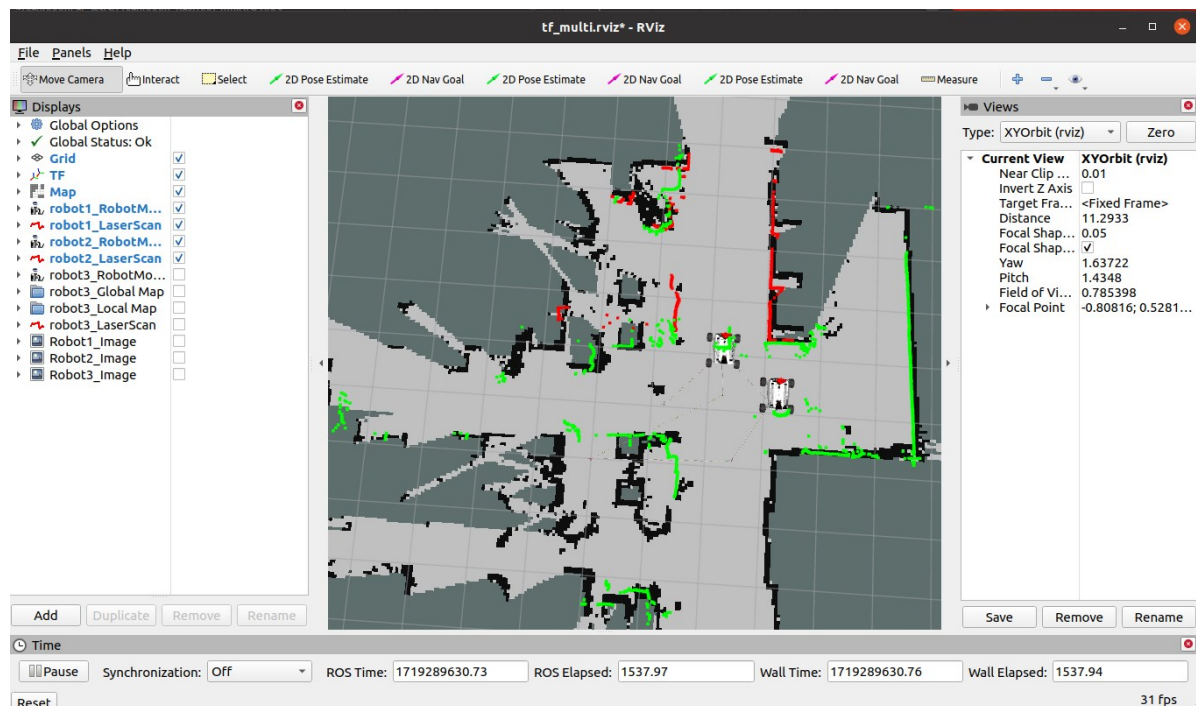 tf_multi.rviz* - RViz
File Panels Help
Move Camera Interact Select 2D Pose Estimate 2D Nav Goal 2D Pose Estimate 2D Nav Goal 2D Pose Estimate 2D Nav Goal Measure
Displays
Global Options
Global Status: Ok
Grid
TF
Map
robot1_RobotM...
robot1_LaserScan
robot2_RobotM...
robot2_LaserScan
robot3_RobotMo...
robot3_Global Map
robot3_Local Map
robot3_LaserScan
Robot1_Image
Robot2_Image
Robot3_Image
Add Duplicate Remove Rename
Views
Type: XYOrbit (rviz) Zero
Current View XYOrbit (rviz)
Near Clip ... 0.01
Invert Z Axis
Target Fra... <Fixed Frame>
Distance 11.2933
Focal Shap... 0.05
Focal Shap...
Yaw 1.63722
Pitch 1.4348
Field of Vi... 0.785398
Focal Point -0.80816; 0.5281...
Save Remove Rename
Time
Pause Synchronization: Off ROS Time: 1719289630.73 ROS Elapsed: 1537.97 Wall Time: 1719289630.76 Wall Elapsed: 1537.94
Reset 31 fps